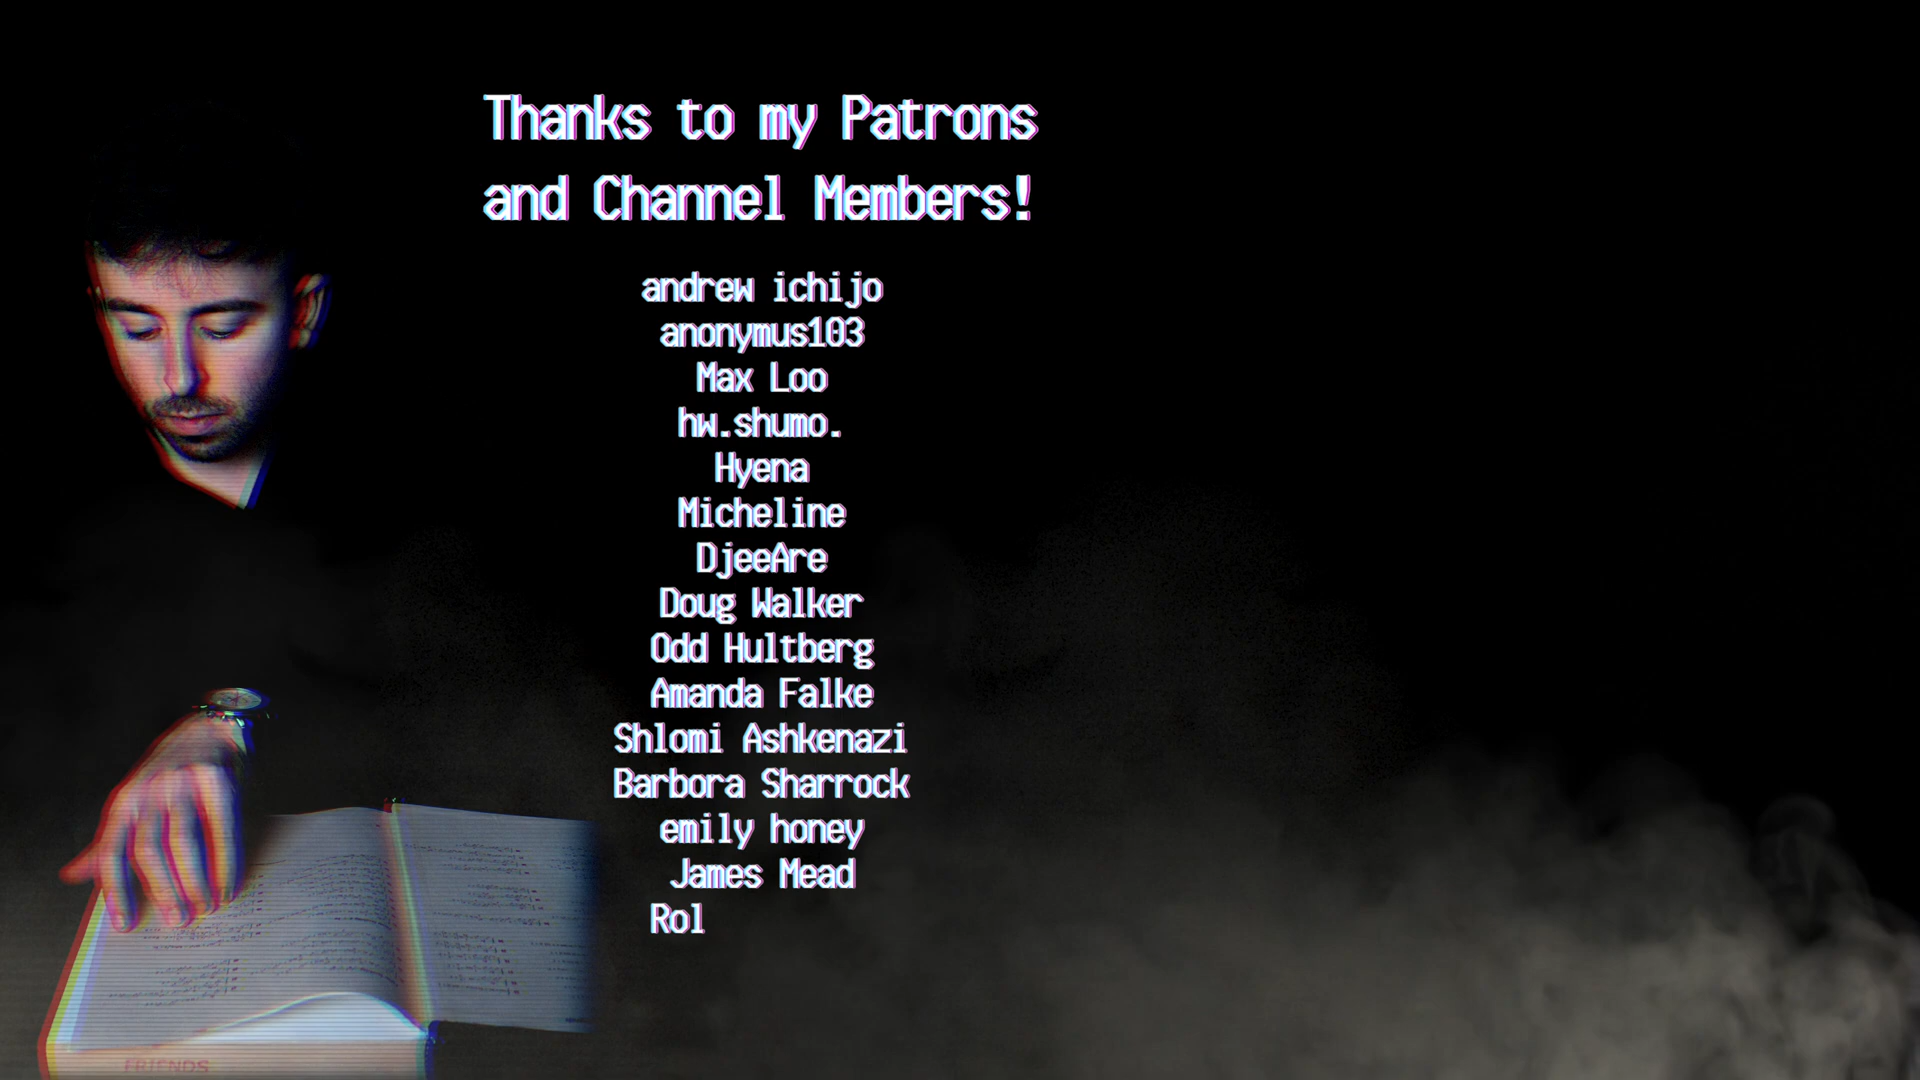 Thanks to my Patrons
and Channel Members!
andrew ichijo
anonymus103
Max Loo
hw.shumo.
Hyena
Micheline
DjeeAre
Doug Walker
Odd Hultberg
Amanda Falke
Shlomi Ashkenazi
Barbora Sharrock
emily honey
James Mead
Rol
FRIENDS